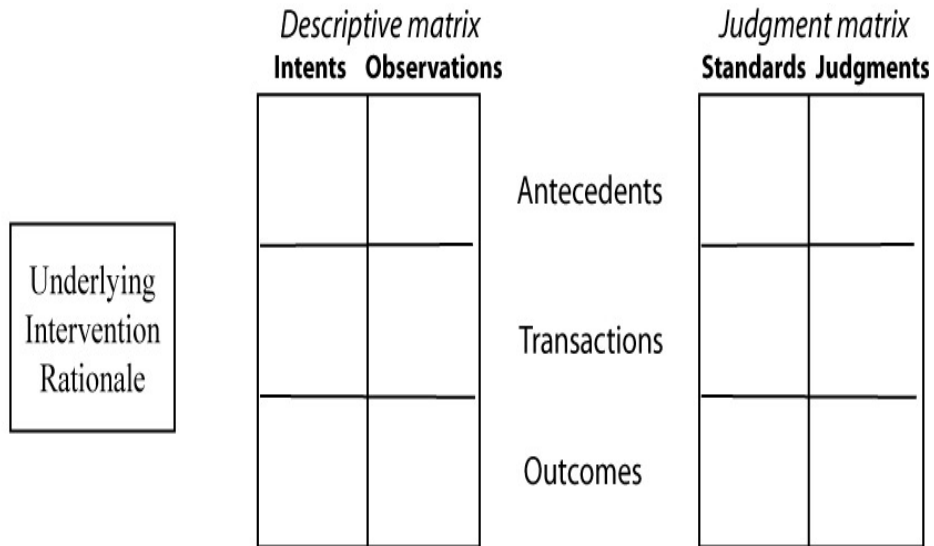 Descriptive matrix
Judgment matrix
Intents Observations
Standards Judgments
Antecedents
Underlying
Intervention
Rationale
Transactions
Outcomes